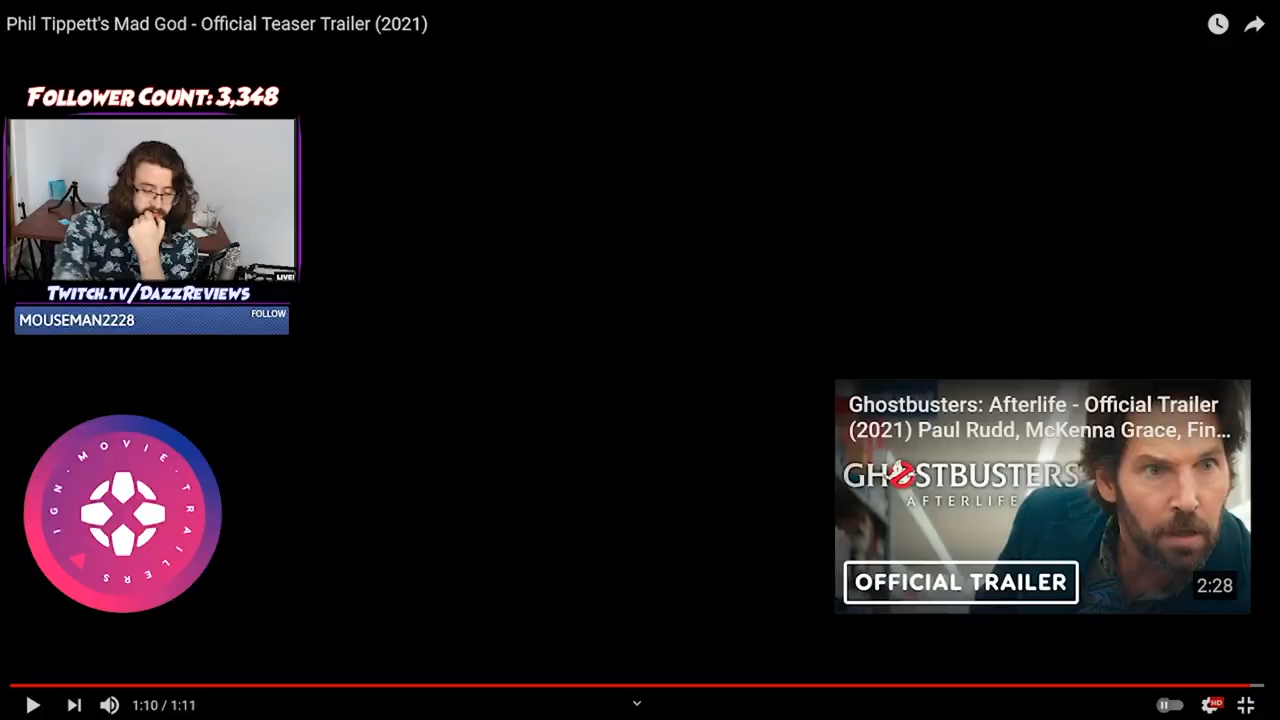 Phil Tippett's Mad God - Official Teaser Trailer (2021)
FOLLOWER COUNT: 3,348
LIVE!
TWITCH.TV/DAZZREVIEWS
MOUSEMAN2228
FOLLOW
IGN · MOVIE · TRAILERS
Ghostbusters: Afterlife - Official Trailer
(2021) Paul Rudd, McKenna Grace, Fin...
GHOSTBUSTERS
AFTERLIFE
OFFICIAL TRAILER
2:28
1:10 / 1:11
HD